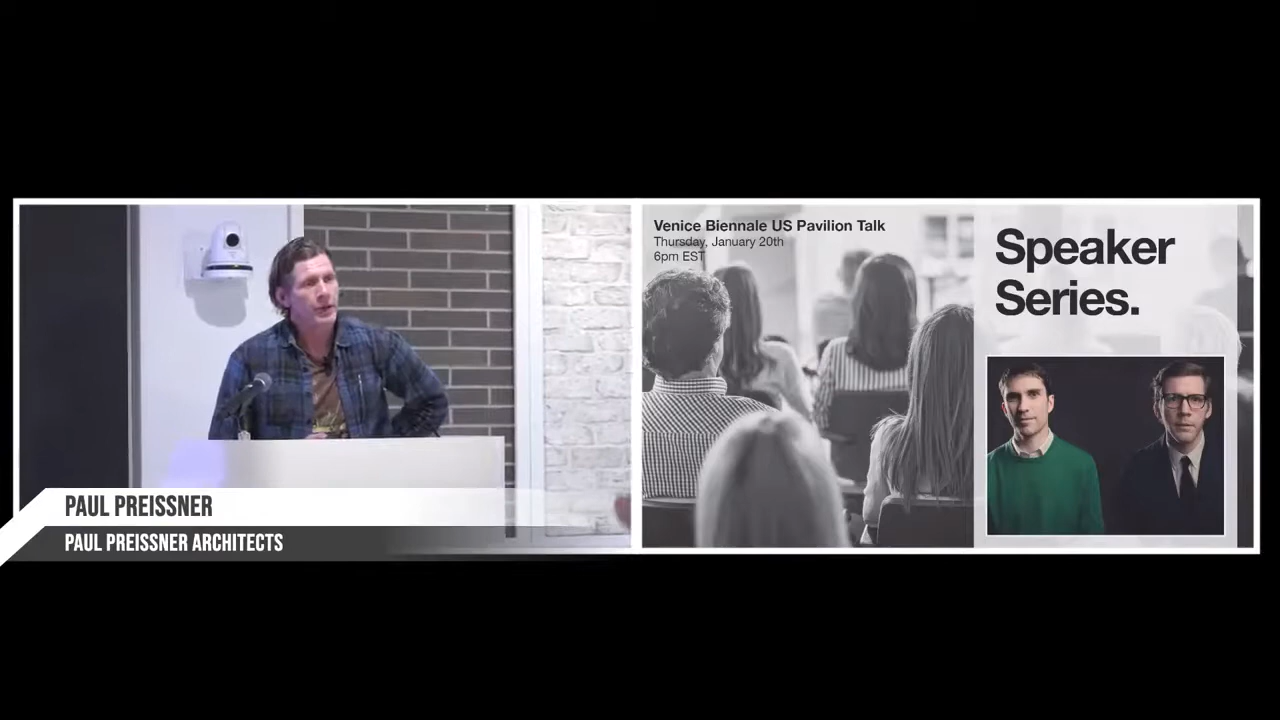 Venice Biennale US Pavilion Talk
Thursday, January 20th
6pm EST
Speaker
Series.
PAUL PREISSNER
PAUL PREISSNER ARCHITECTS